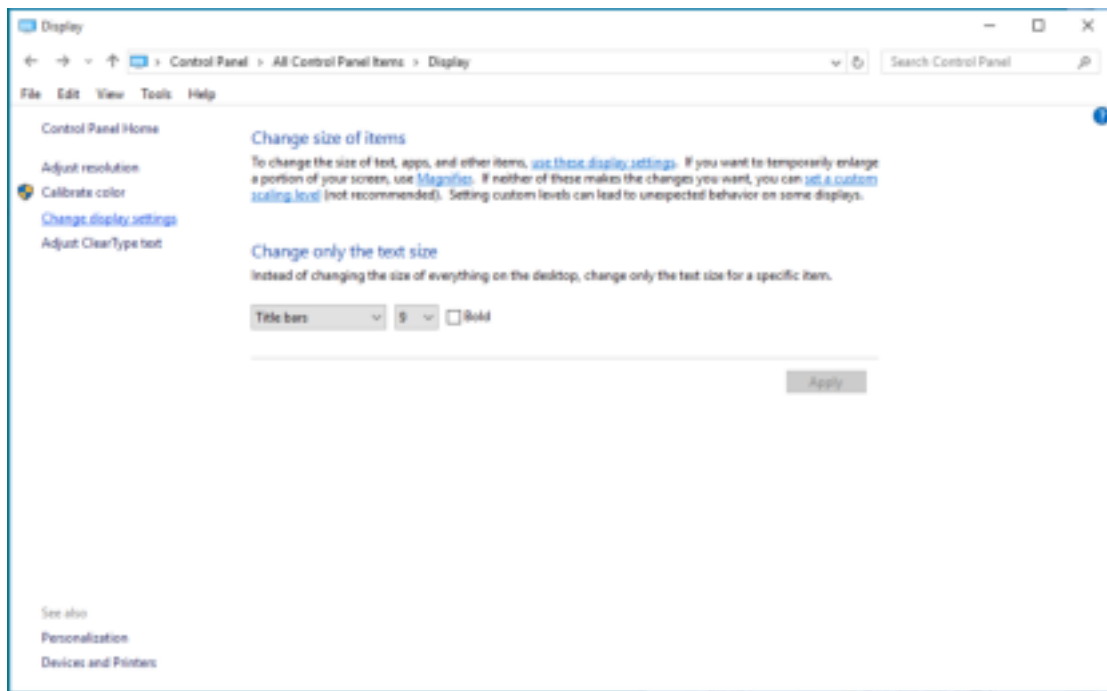 Display
Control Panel > All Control Panel Items > Display
Search Control Panel
File Edit View Tools Help
Control Panel Home
Adjust resolution
Calibrate color
Change display settings
Adjust ClearType text
Change size of items
To change the size of text, apps, and other items, use these display settings. If you want to temporarily enlarge
a portion of your screen, use Magnifier. If neither of these makes the changes you want, you can set a custom
scaling level (not recommended). Setting custom levels can lead to unexpected behavior on some displays.
Change only the text size
Instead of changing the size of everything on the desktop, change only the text size for a specific item.
Title bars 9 Bold
Apply
See also
Personalization
Devices and Printers